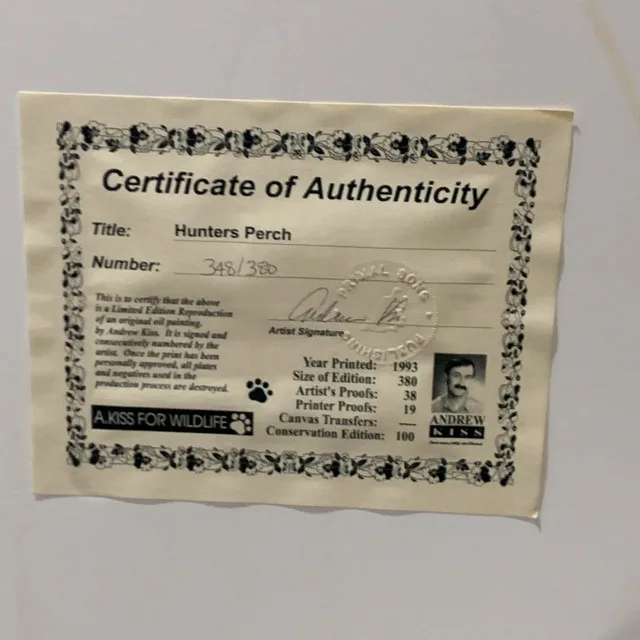 Certificate of Authenticity
Title: Hunters Perch
Number: 348/380
This is to certify that the above
is a Limited Edition Reproduction
of an original oil painting,
by Andrew Kiss. It is signed and
consecutively numbered by the
artist. Once the print has been
personally approved, all plates
and negatives used in the
production process are destroyed.
A.KISS FOR WILDLIFE
Artist Signature
Year Printed: 1993
Size of Edition: 380
Artist's Proofs: 38
Printer Proofs: 19
Canvas Transfers: —
Conservation Edition: 100
ANDREW
KISS